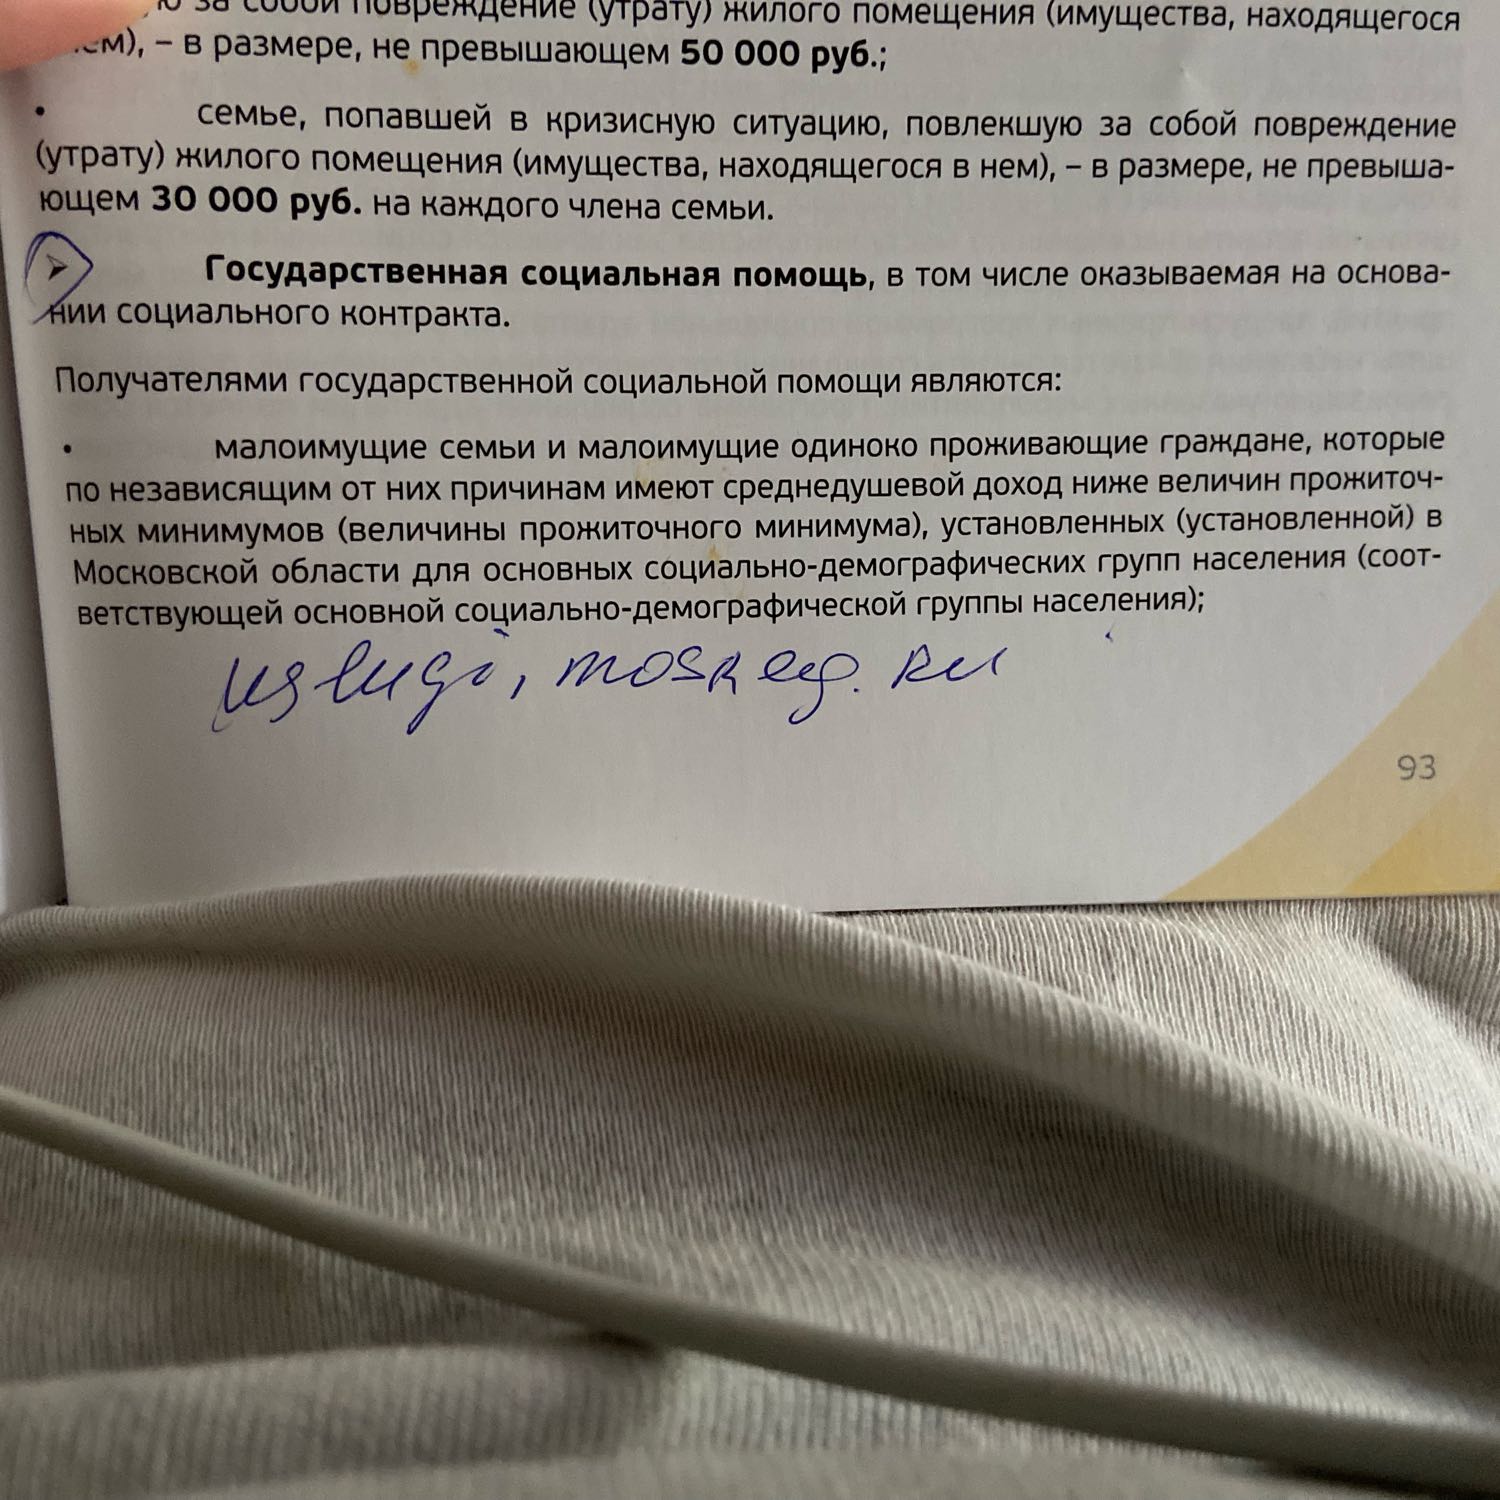 ю за собой повреждение (утрату) жилого помещения (имущества, находящегося
нем), – в размере, не превышающем 50 000 руб.;
• семье, попавшей в кризисную ситуацию, повлекшую за собой повреждение
(утрату) жилого помещения (имущества, находящегося в нем), – в размере, не превыша-
ющем 30 000 руб. на каждого члена семьи.
➢ Государственная социальная помощь, в том числе оказываемая на основа-
нии социального контракта.
Получателями государственной социальной помощи являются:
• малоимущие семьи и малоимущие одиноко проживающие граждане, которые
по независящим от них причинам имеют среднедушевой доход ниже величин прожиточ-
ных минимумов (величины прожиточного минимума), установленных (установленной) в
Московской области для основных социально-демографических групп населения (соот-
ветствующей основной социально-демографической группы населения);
uslugi, mosreg.ru
93